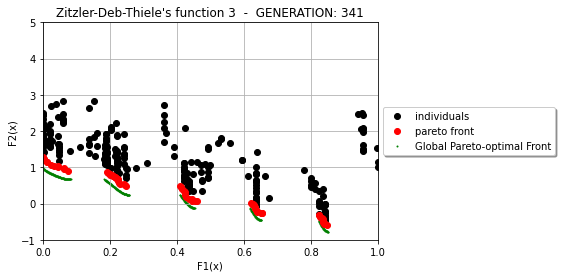 Zitzler-Deb-Thiele's function 3 - GENERATION: 341
5
4
3
2
1
0
−1
F2(x)
0.0 0.2 0.4 0.6 0.8 1.0
F1(x)
individuals
pareto front
Global Pareto-optimal Front